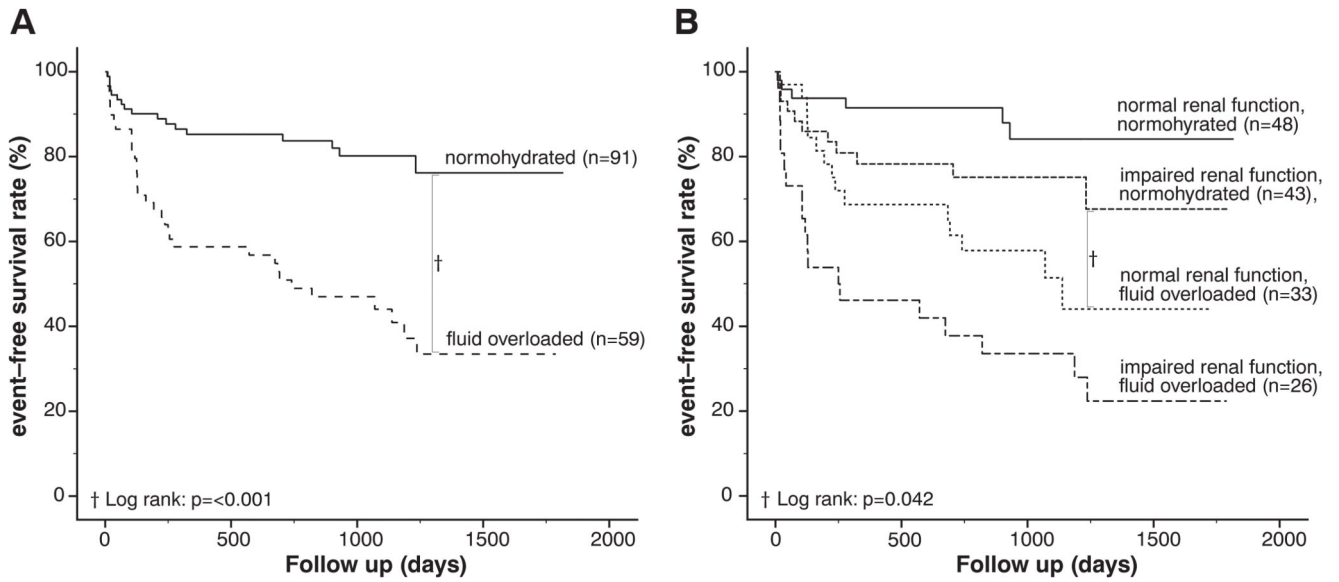 A
event–free survival rate (%)
100
80
60
40
20
0
normohydrated (n=91)
†
fluid overloaded (n=59)
† Log rank: p=<0.001
0 500 1000 1500 2000
Follow up (days)
B
event–free survival rate (%)
100
80
60
40
20
0
normal renal function,
normohyrated (n=48)
impaired renal function,
normohydrated (n=43),
†
normal renal function,
fluid overloaded (n=33)
impaired renal function,
fluid overloaded (n=26)
† Log rank: p=0.042
0 500 1000 1500 2000
Follow up (days)